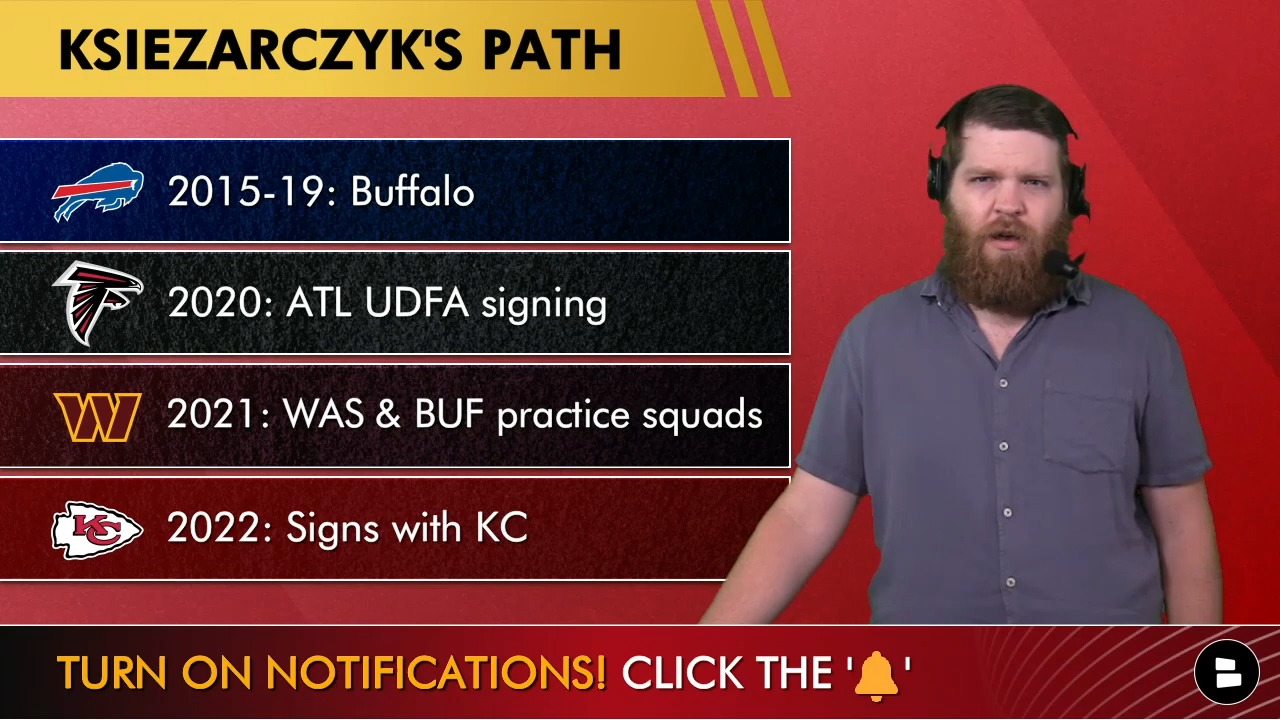 KSIEZARCZYK'S PATH
2015-19: Buffalo
2020: ATL UDFA signing
2021: WAS & BUF practice squads
KC
2022: Signs with KC
TURN ON NOTIFICATIONS! CLICK THE ' '